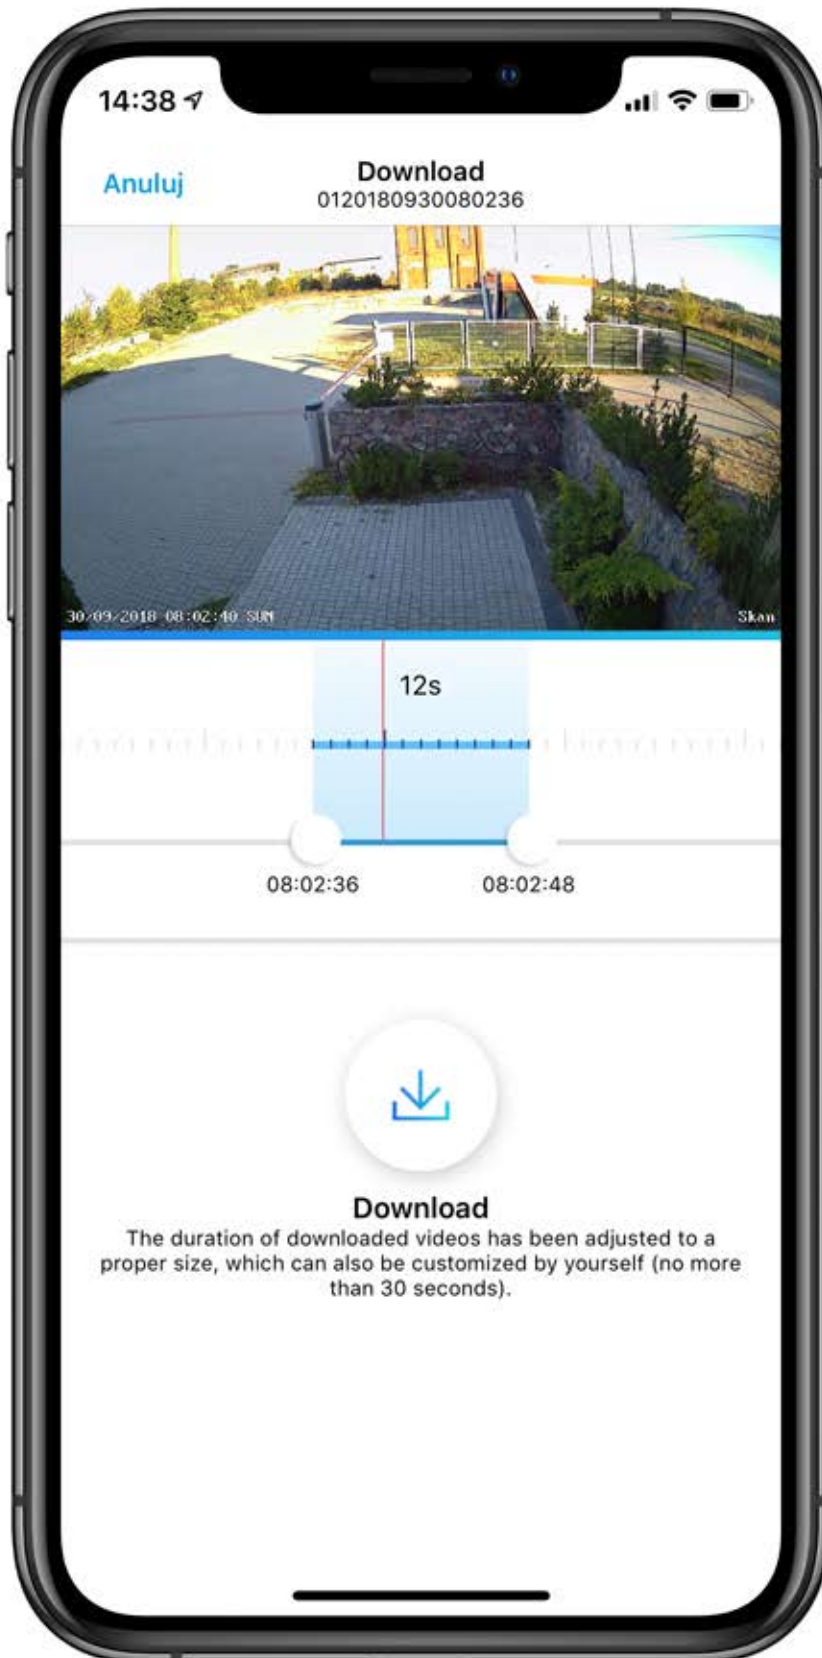 14:38
Anuluj
Download
0120180930080236
30/09/2018 08:02:40 SUN
Skan
12s
08:02:36
08:02:48
Download
The duration of downloaded videos has been adjusted to a
proper size, which can also be customized by yourself (no more
than 30 seconds).